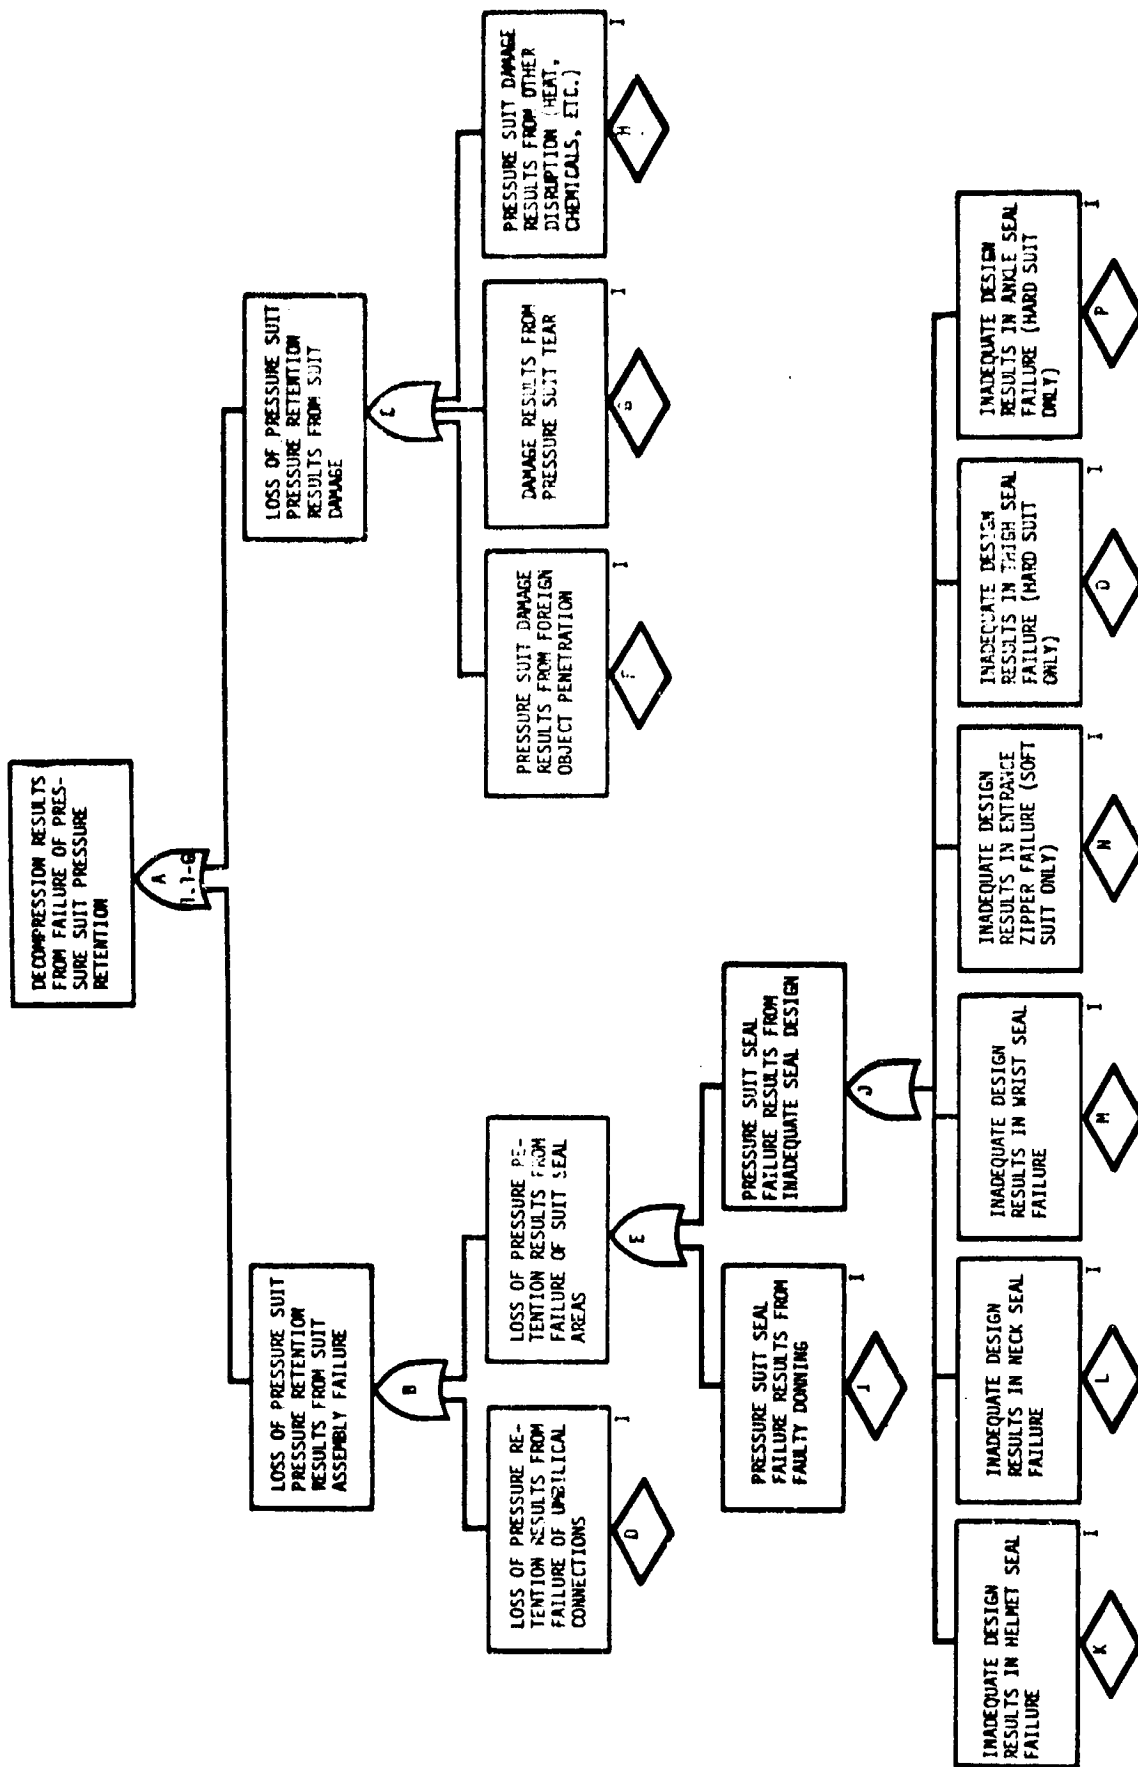 DECOMPRESSION RESULTS
FROM FAILURE OF PRES-
SURE SUIT PRESSURE
RETENTION
A
1.1-G
LOSS OF PRESSURE SUIT
PRESSURE RETENTION
RESULTS FROM SUIT
ASSEMBLY FAILURE
B
LOSS OF PRESSURE SUIT
PRESSURE RETENTION
RESULTS FROM SUIT
DAMAGE
LOSS OF PRESSURE RE-
TENTION RESULTS FROM
FAILURE OF UMBILICAL
CONNECTIONS
I
D
LOSS OF PRESSURE RE-
TENTION RESULTS FROM
FAILURE OF SUIT SEAL
AREAS
E
PRESSURE SUIT DAMAGE
RESULTS FROM FOREIGN
OBJECT PENETRATION
I
F
DAMAGE RESULTS FROM
PRESSURE SUIT TEAR
I
PRESSURE SUIT DAMAGE
RESULTS FROM OTHER
DISRUPTION (HEAT,
CHEMICALS, ETC.)
I
H
PRESSURE SUIT SEAL
FAILURE RESULTS FROM
FAULTY DONNING
I
PRESSURE SUIT SEAL
FAILURE RESULTS FROM
INADEQUATE SEAL DESIGN
J
INADEQUATE DESIGN
RESULTS IN HELMET SEAL
FAILURE
I
K
INADEQUATE DESIGN
RESULTS IN NECK SEAL
FAILURE
I
L
INADEQUATE DESIGN
RESULTS IN WRIST SEAL
FAILURE
I
M
INADEQUATE DESIGN
RESULTS IN ENTRANCE
ZIPPER FAILURE (SOFT
SUIT ONLY)
I
N
INADEQUATE DESIGN
RESULTS IN THIGH SEAL
FAILURE (HARD SUIT
ONLY)
I
O
INADEQUATE DESIGN
RESULTS IN ANKLE SEAL
FAILURE (HARD SUIT
ONLY)
I
P